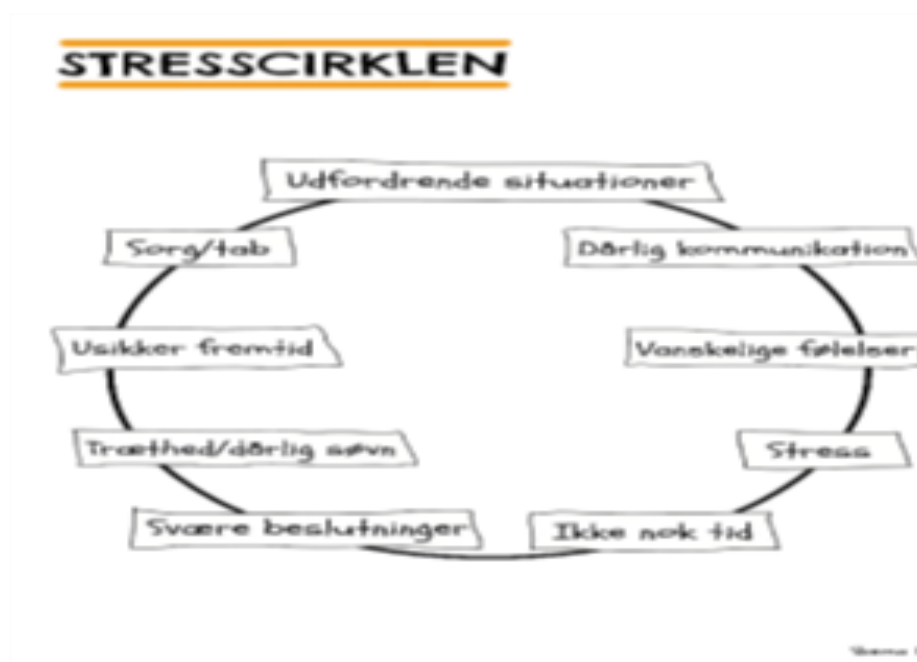 STRESSCIRKLEN
Udfordrende situationer
Sorg/tab
Dårlig kommunikation
Usikker fremtid
Vanskelige følelser
Træthed/dårlig søvn
Stress
Svære beslutninger
Ikke nok tid